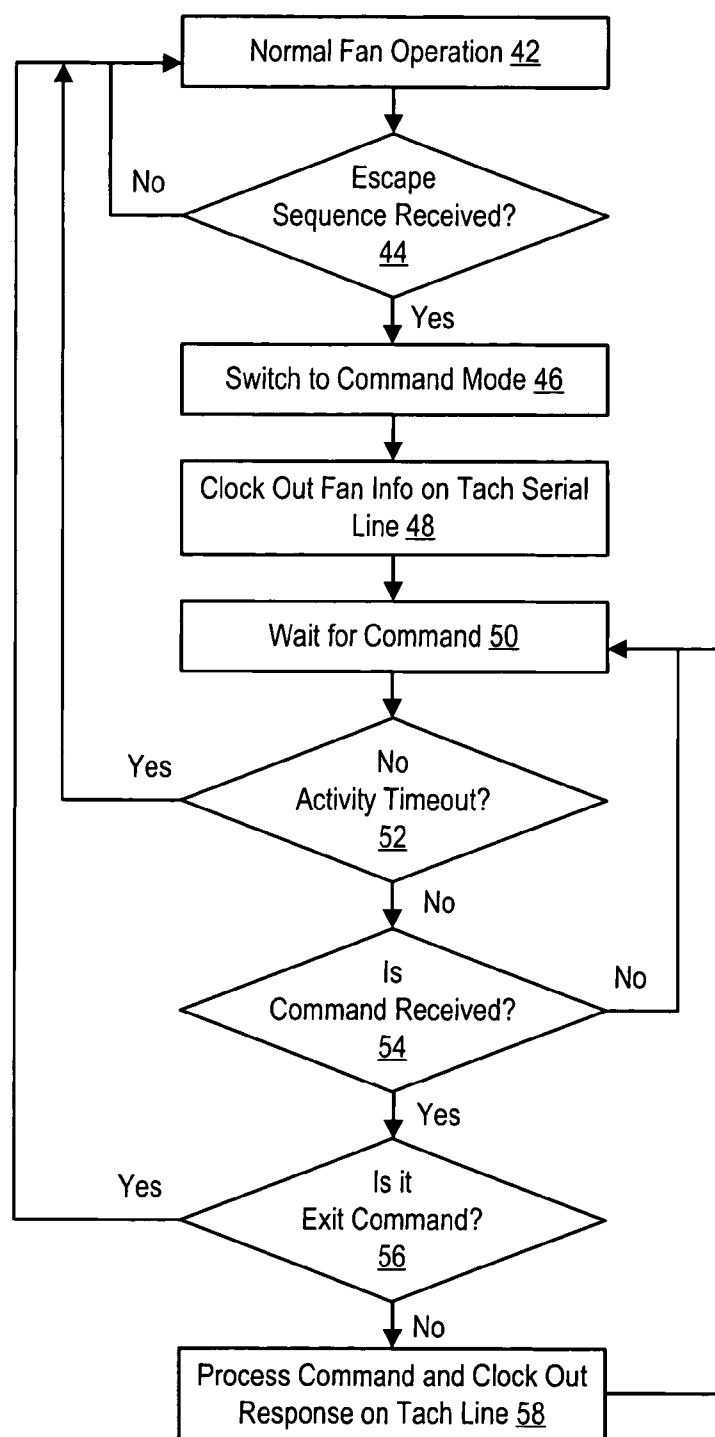 Normal Fan Operation 42
No
Escape
Sequence Received?
44
Yes
Switch to Command Mode 46
Clock Out Fan Info on Tach Serial
Line 48
Wait for Command 50
Yes
No
Activity Timeout?
52
No
Is
Command Received?
54
No
Yes
Yes
Is it
Exit Command?
56
No
Process Command and Clock Out
Response on Tach Line 58